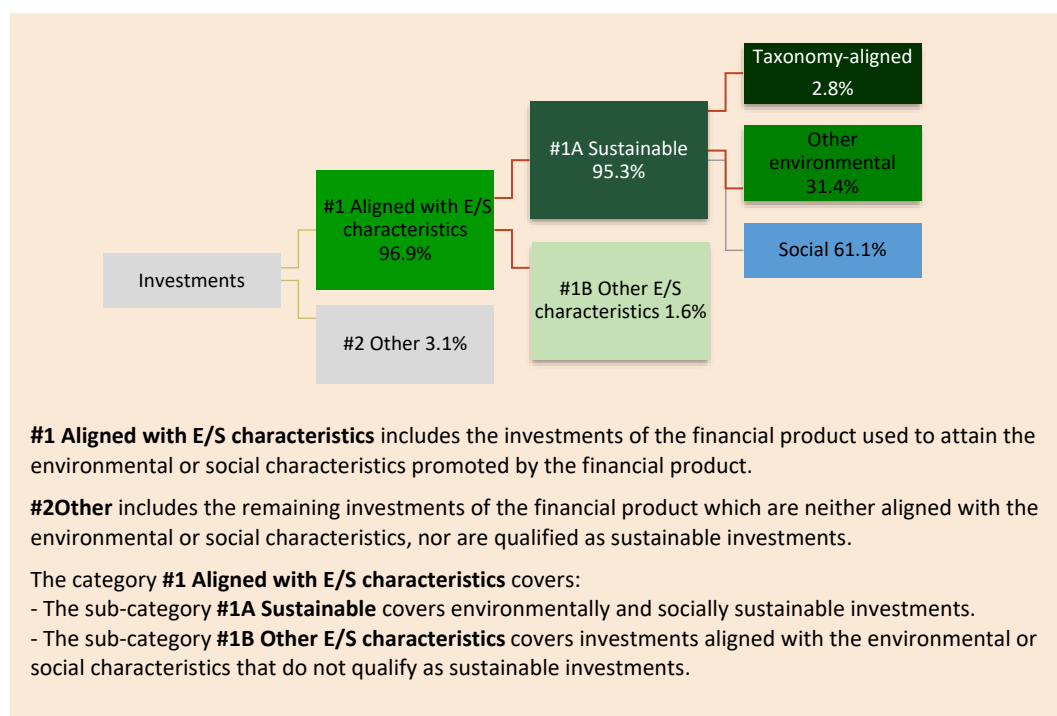 Taxonomy-aligned
2.8%
#1A Sustainable
95.3%
Other
environmental
31.4%
#1 Aligned with E/S
characteristics
96.9%
Social 61.1%
Investments
#1B Other E/S
characteristics 1.6%
#2 Other 3.1%
#1 Aligned with E/S characteristics includes the investments of the financial product used to attain the
environmental or social characteristics promoted by the financial product.
#2Other includes the remaining investments of the financial product which are neither aligned with the
environmental or social characteristics, nor are qualified as sustainable investments.
The category #1 Aligned with E/S characteristics covers:
- The sub-category #1A Sustainable covers environmentally and socially sustainable investments.
- The sub-category #1B Other E/S characteristics covers investments aligned with the environmental or
social characteristics that do not qualify as sustainable investments.